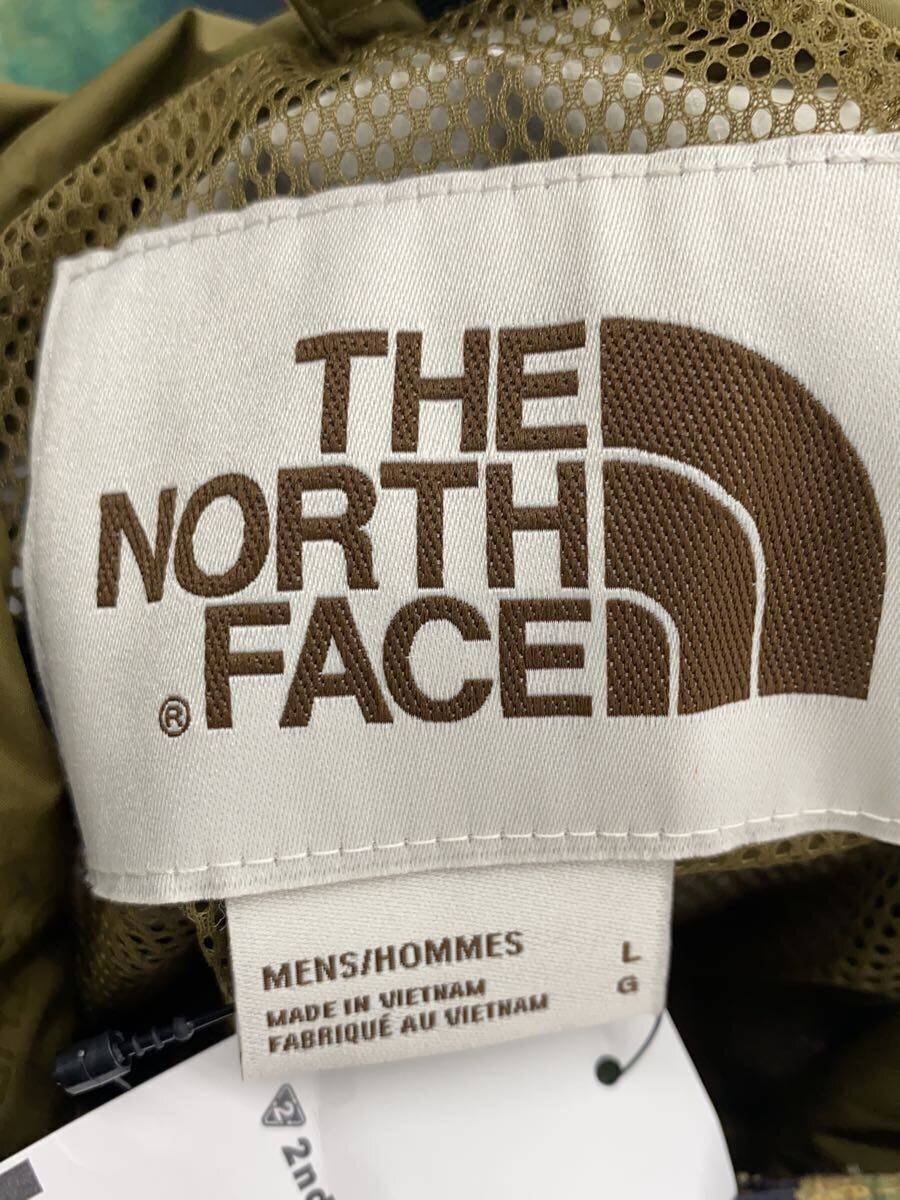 THE
NORTH
FACE
®
MENS/HOMMES L
MADE IN VIETNAM G
FABRIQUÉ AU VIETNAM
2nd